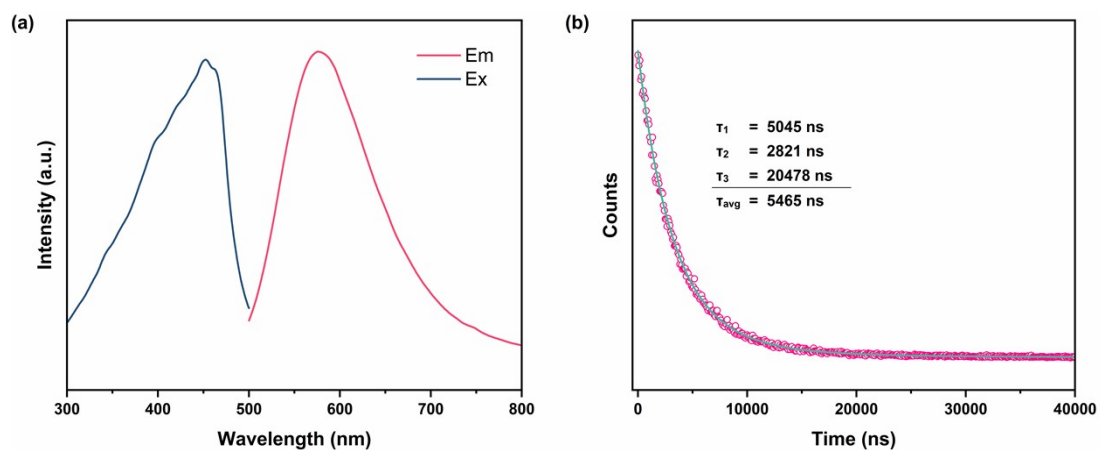 (a)
Em
Ex
Intensity (a.u.)
300 400 500 600 700 800
Wavelength (nm)
(b)
τ1 = 5045 ns
τ2 = 2821 ns
τ3 = 20478 ns
τavg = 5465 ns
Counts
0 10000 20000 30000 40000
Time (ns)